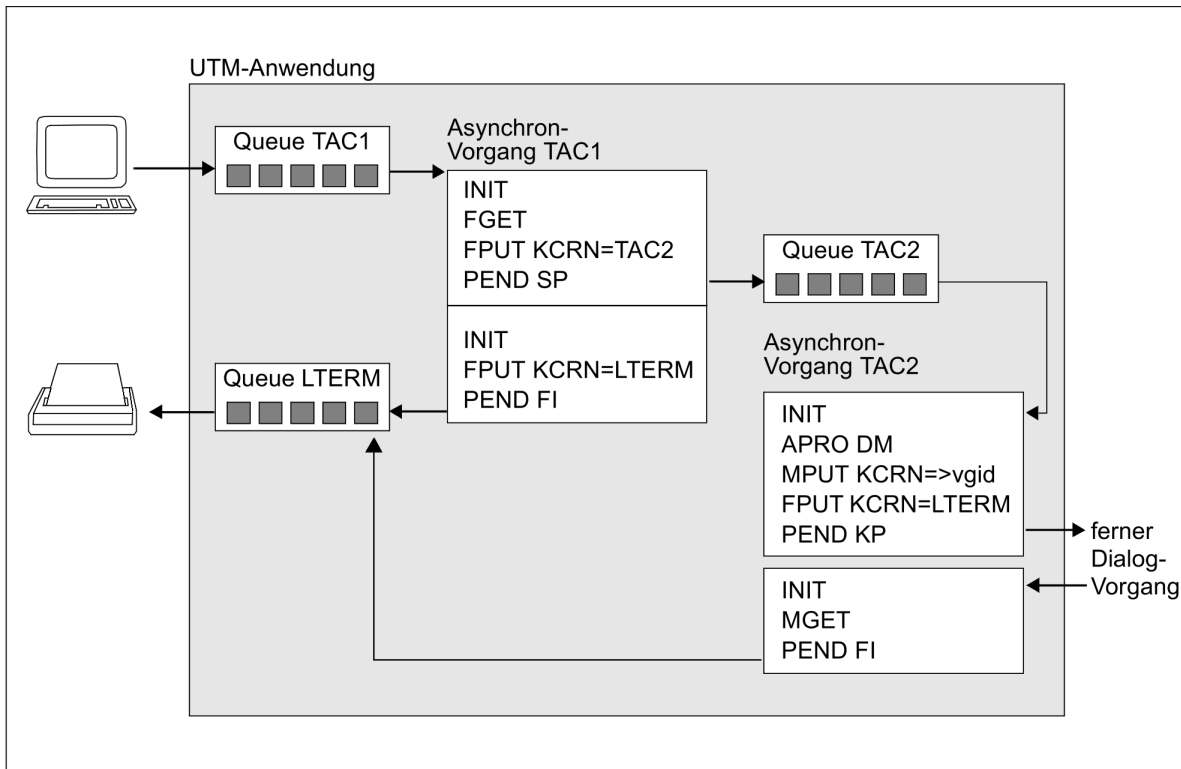 UTM-Anwendung
Queue TAC1
Asynchron-
Vorgang TAC1
INIT
FGET
FPUT KCRN=TAC2
PEND SP
Queue TAC2
INIT
FPUT KCRN=LTERM
PEND FI
Queue LTERM
Asynchron-
Vorgang TAC2
INIT
APRO DM
MPUT KCRN=>vgid
FPUT KCRN=LTERM
PEND KP
ferner
Dialog-
Vorgang
INIT
MGET
PEND FI